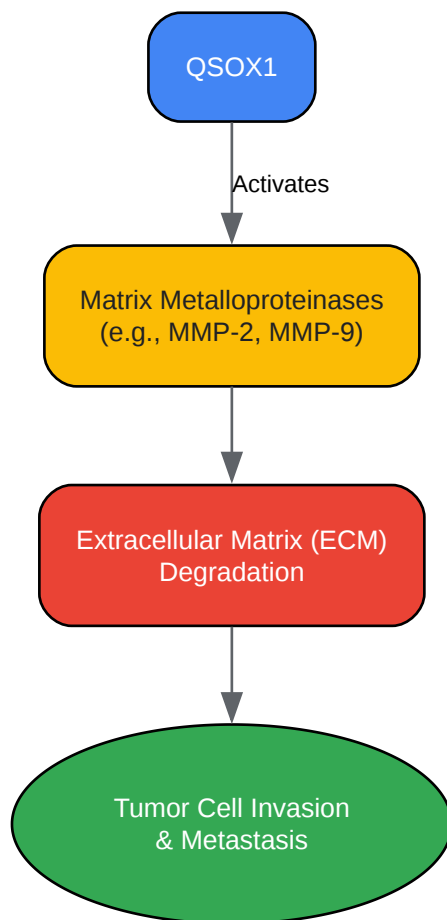 QSOX1
Activates
Matrix Metalloproteinases
(e.g., MMP-2, MMP-9)
Extracellular Matrix (ECM)
Degradation
Tumor Cell Invasion
& Metastasis